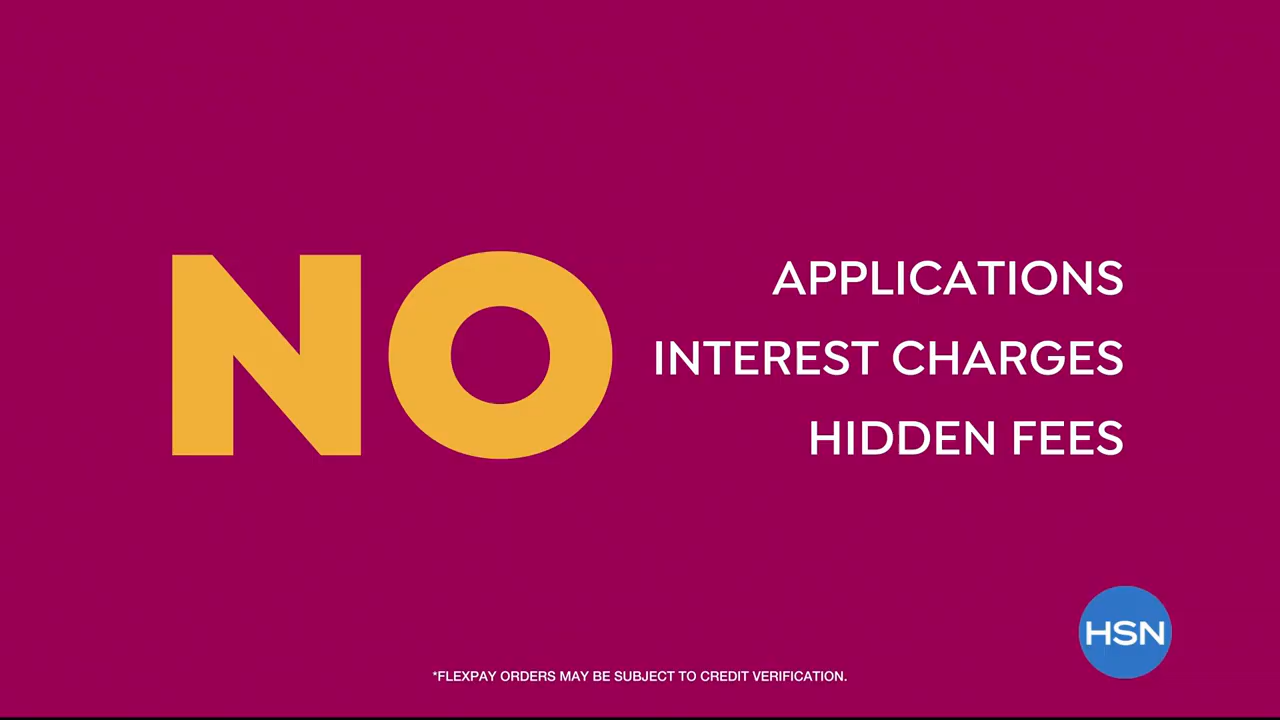 NO
APPLICATIONS
INTEREST CHARGES
HIDDEN FEES
HSN
*FLEXPAY ORDERS MAY BE SUBJECT TO CREDIT VERIFICATION.